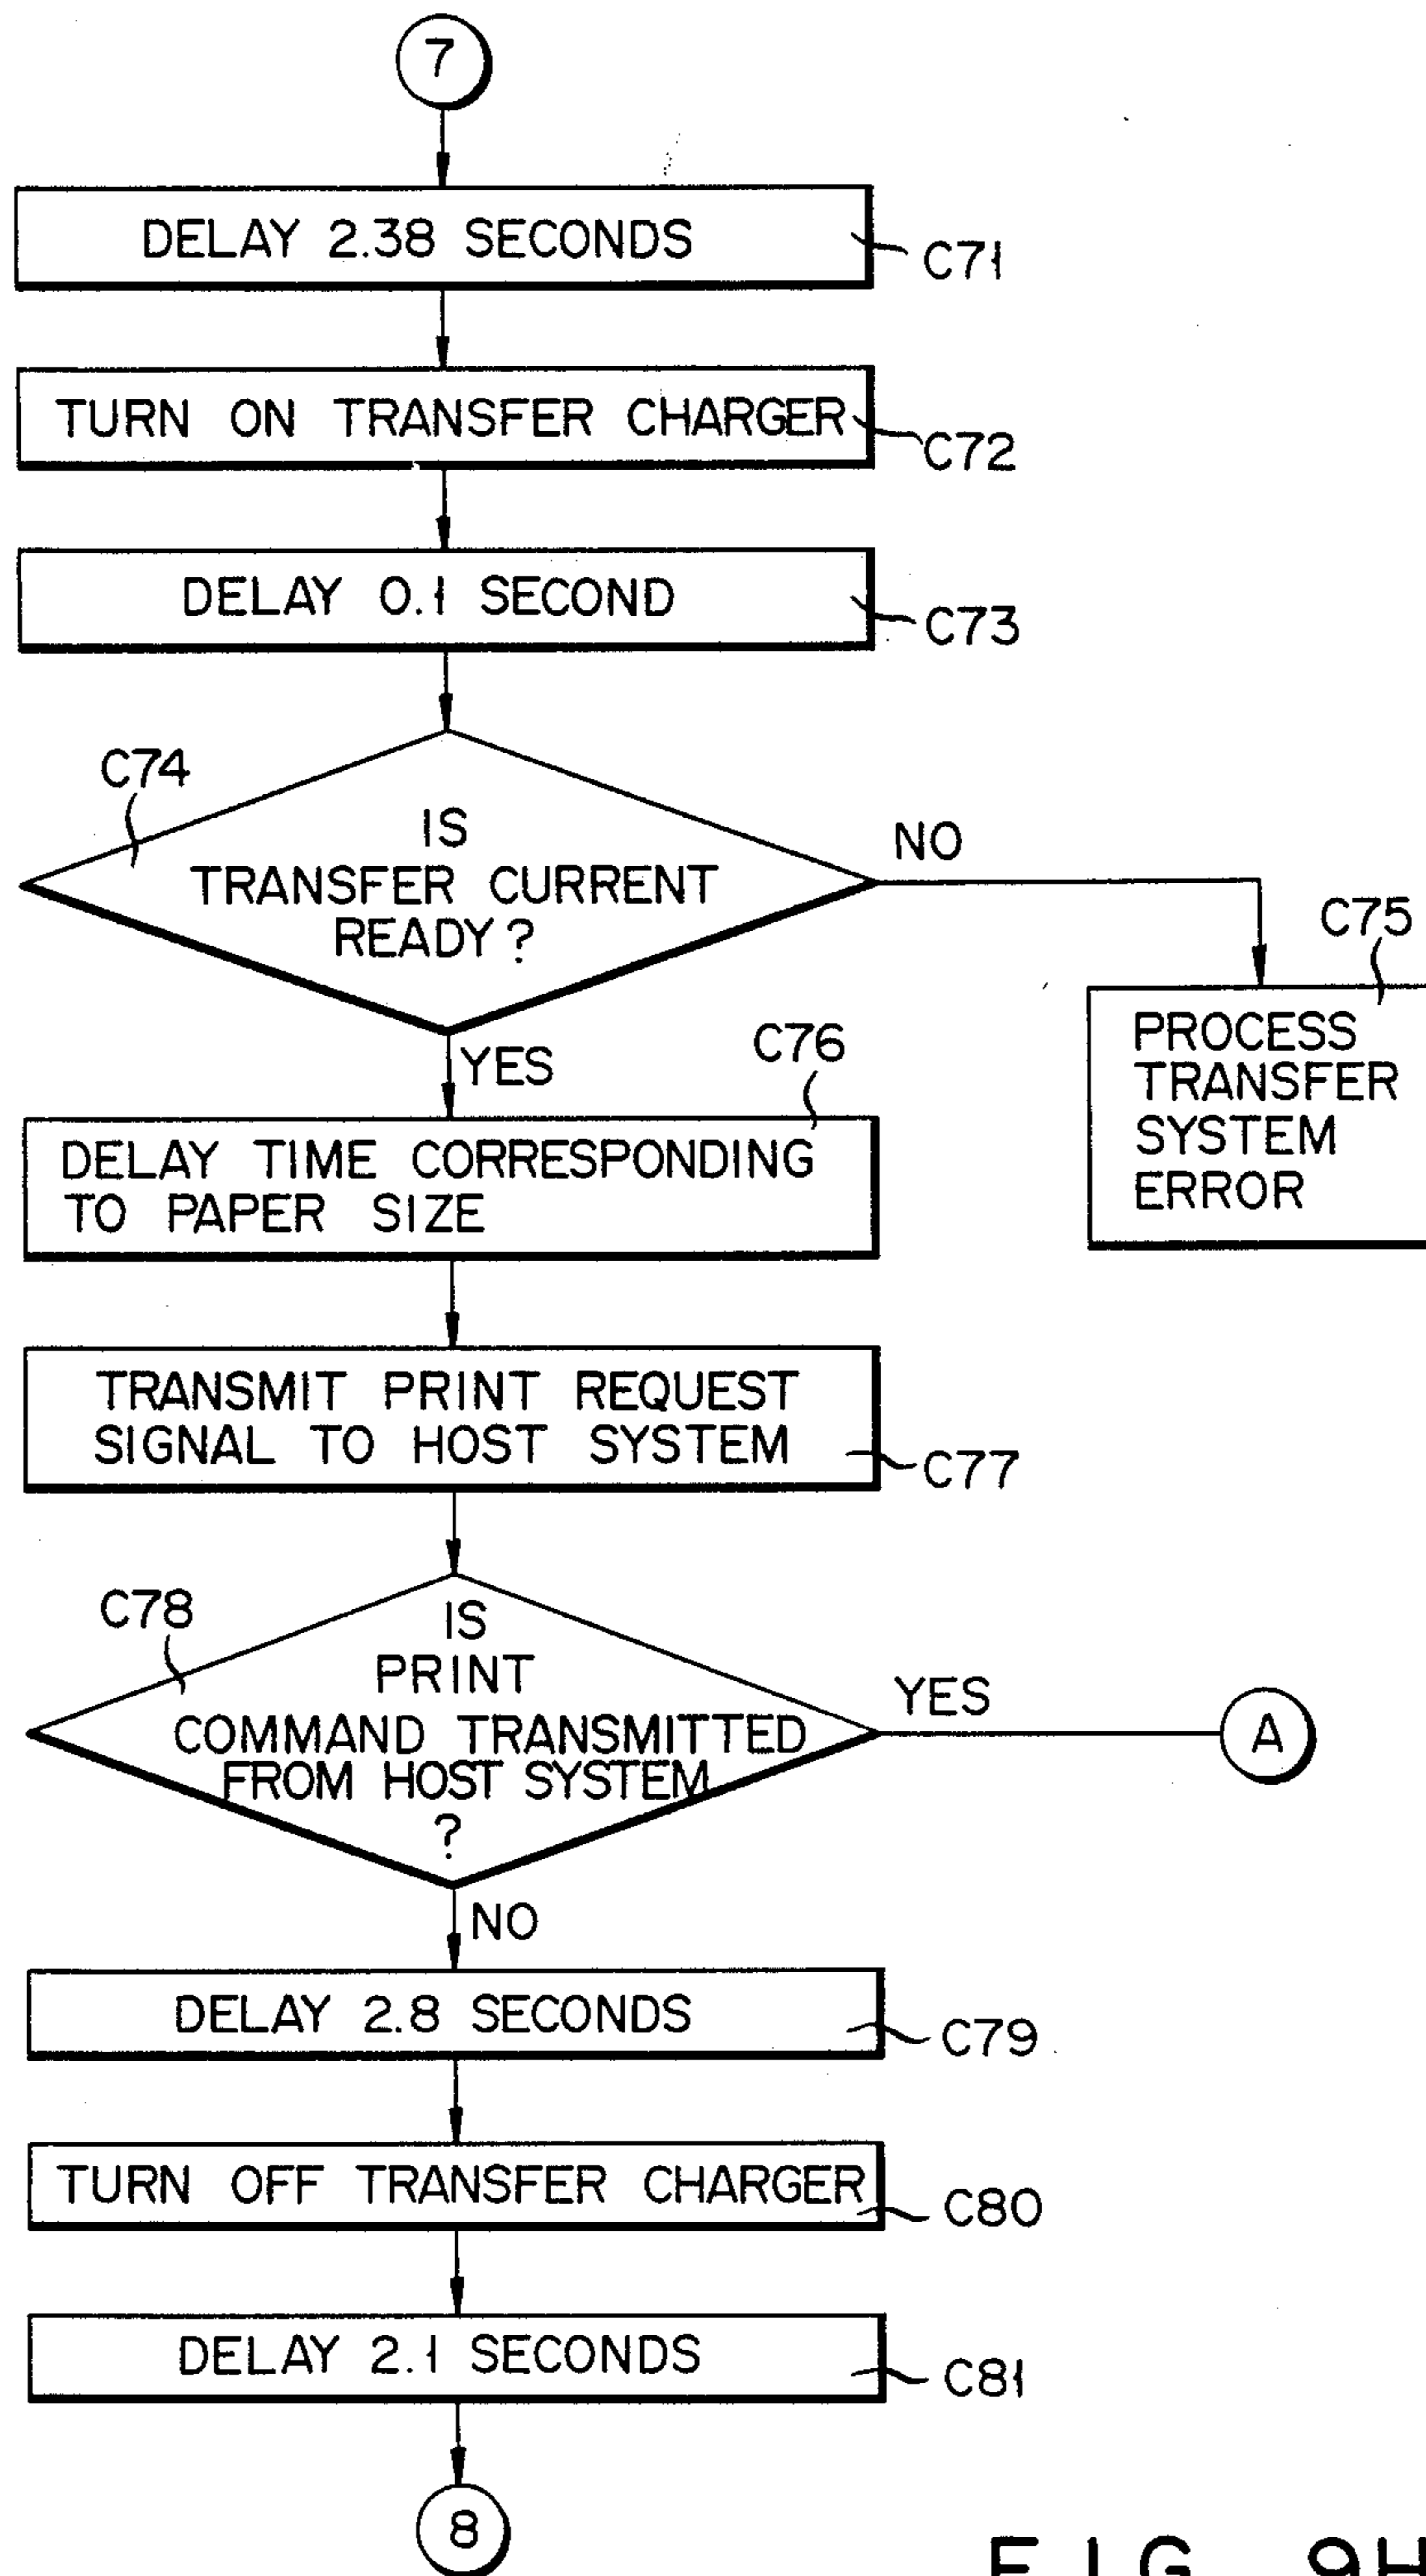 7
DELAY 2.38 SECONDS
C71
TURN ON TRANSFER CHARGER
C72
DELAY 0.1 SECOND
C73
C74
IS
TRANSFER CURRENT
READY?
NO
C75
PROCESS
TRANSFER
SYSTEM
ERROR
YES
C76
DELAY TIME CORRESPONDING
TO PAPER SIZE
TRANSMIT PRINT REQUEST
SIGNAL TO HOST SYSTEM
C77
C78
IS
PRINT
COMMAND TRANSMITTED
FROM HOST SYSTEM
?
YES
A
NO
DELAY 2.8 SECONDS
C79
TURN OFF TRANSFER CHARGER
C80
DELAY 2.1 SECONDS
C81
8
FIG. 9H